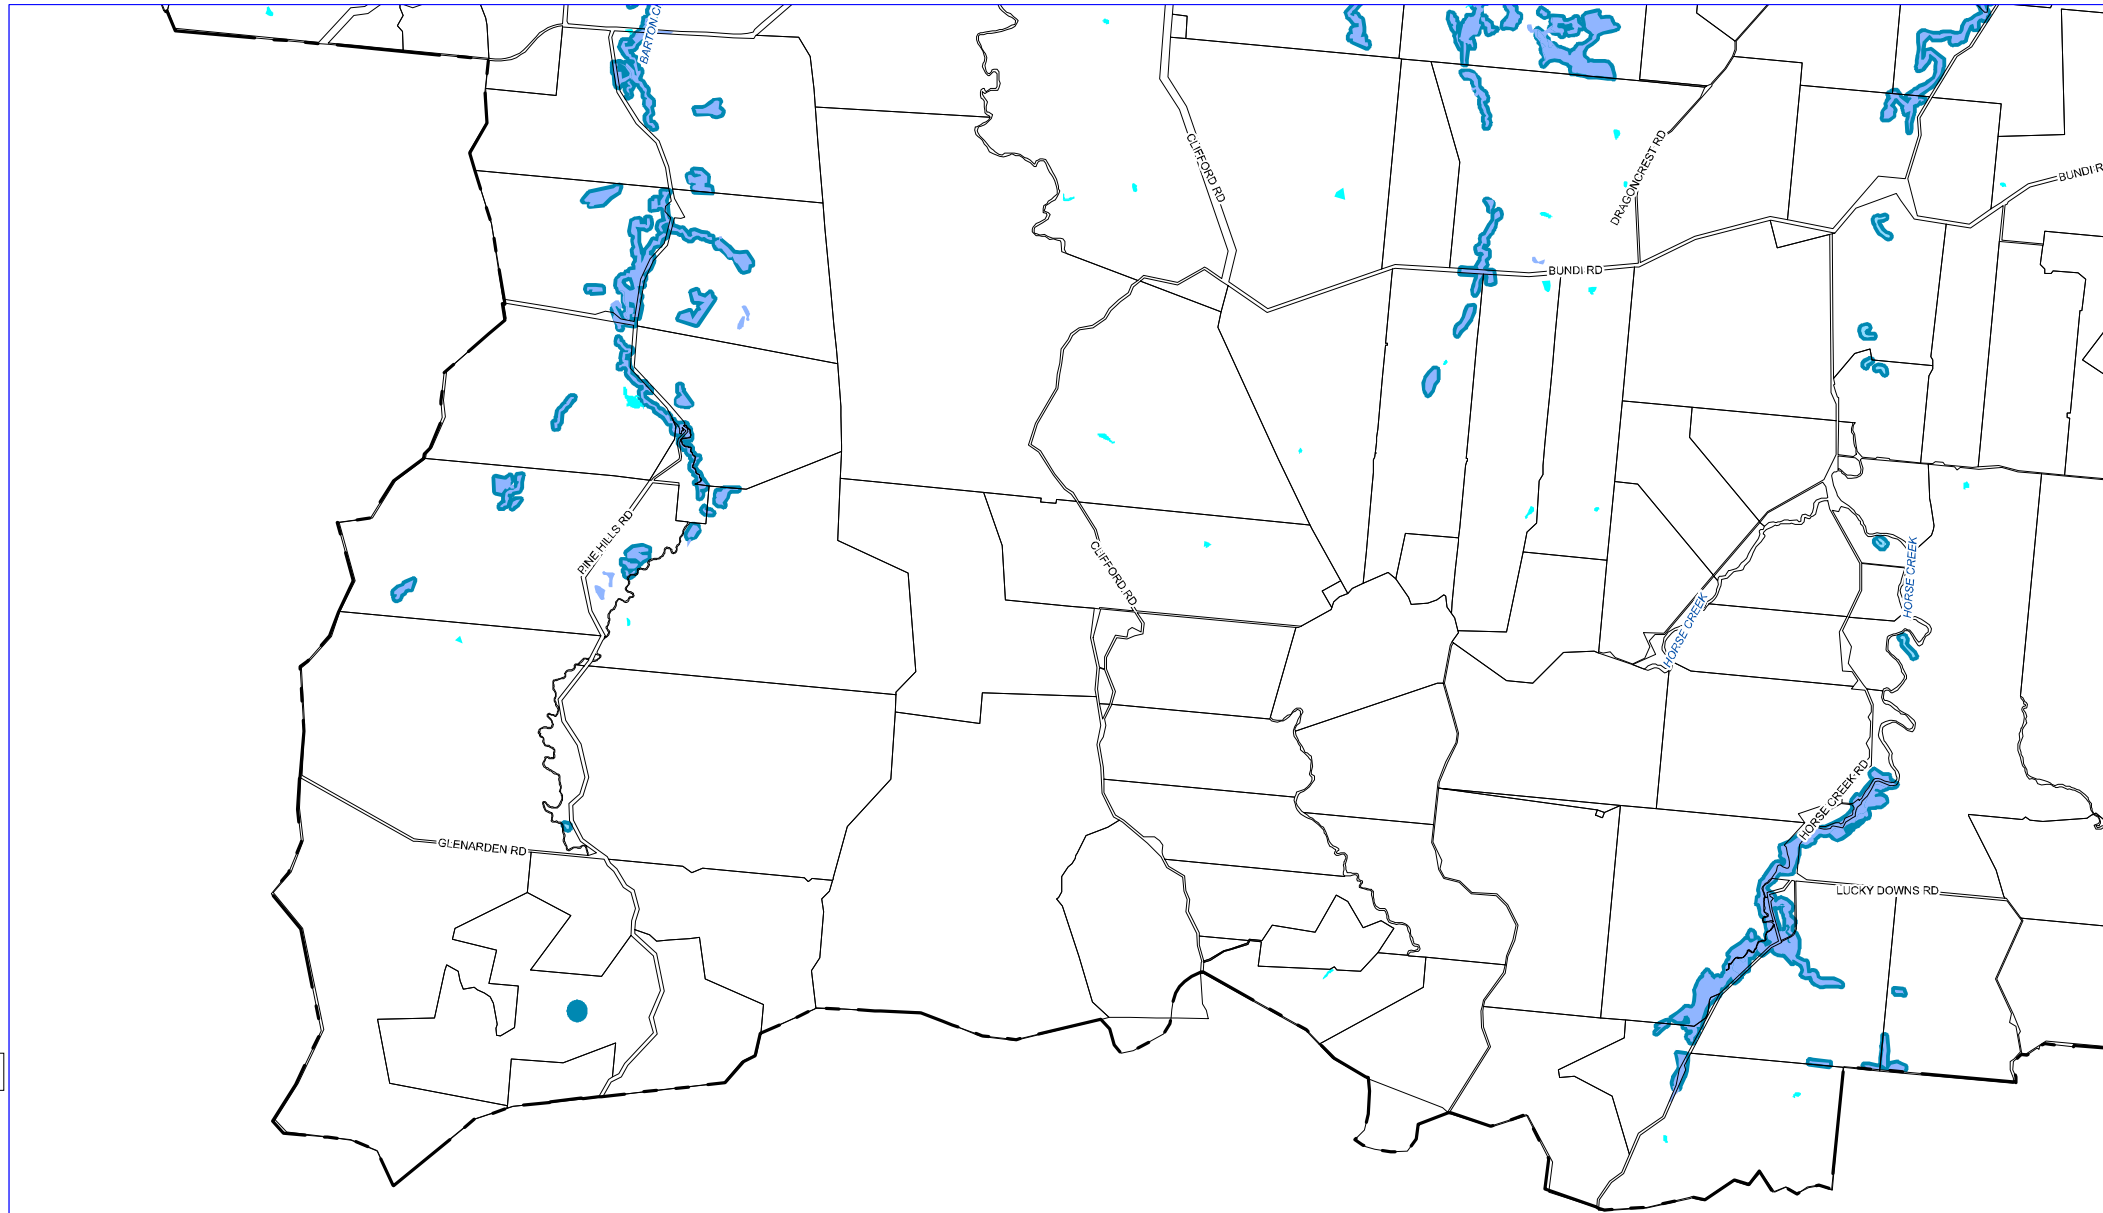 BARTON
CLIFFORD RD
DRAGONCREST RD
BUNDI
BUNDI RD
PINE HILLS RD
CLIFFORD RD
HORSE CREEK
HORSE CREEK
HORSE CREEK RD
GLENARDEN RD
LUCKY DOWNS RD